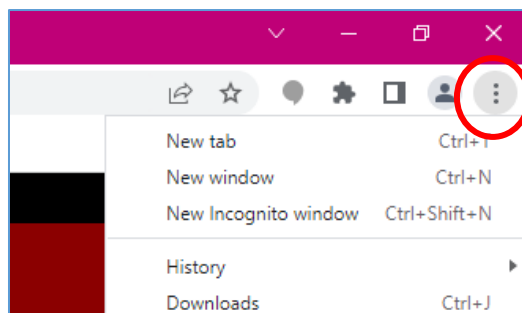 New tab Ctrl+T
New window Ctrl+N
New Incognito window Ctrl+Shift+N
History
Downloads Ctrl+J